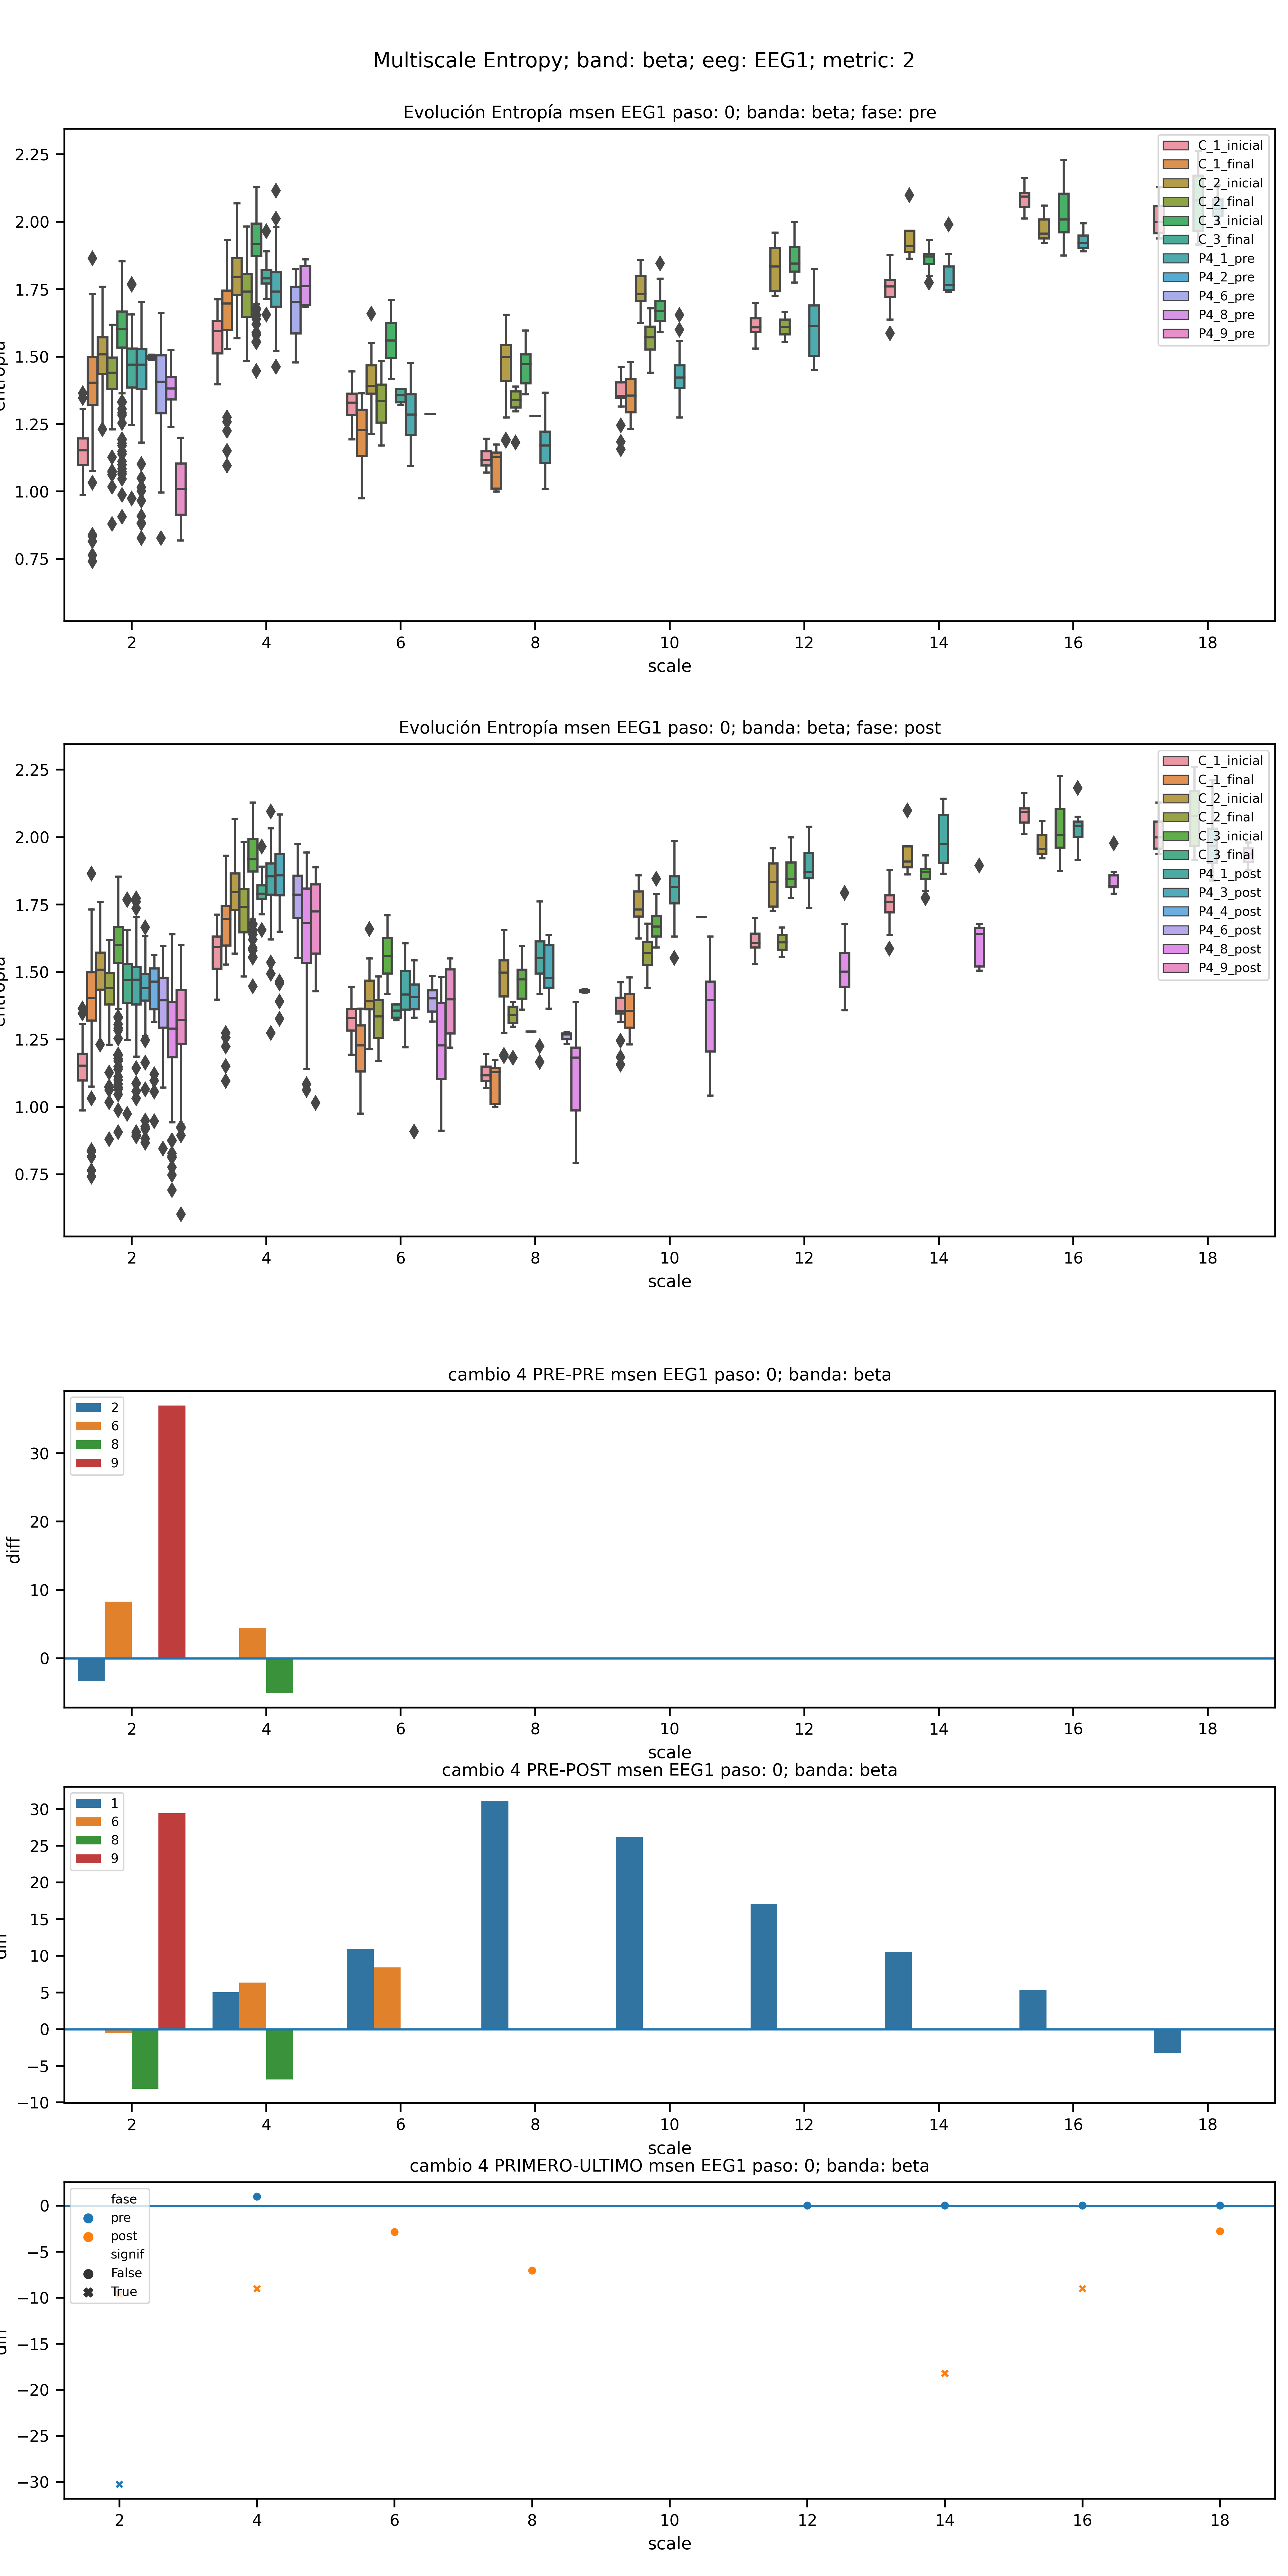 Multiscale Entropy; band: beta; eeg: EEG1; metric: 2
Evolución Entropía msen EEG1 paso: 0; banda: beta; fase: pre
2.25
2.00
1.75
1.50
1.25
1.00
0.75
C_1_inicial
C_1_final
C_2_inicial
C_2_final
C_3_inicial
C_3_final
P4_1_pre
P4_2_pre
P4_6_pre
P4_8_pre
P4_9_pre
2 4 6 8 10 12 14 16 18
scale
Evolución Entropía msen EEG1 paso: 0; banda: beta; fase: post
2.25
2.00
1.75
1.50
1.25
1.00
0.75
C_1_inicial
C_1_final
C_2_inicial
C_2_final
C_3_inicial
C_3_final
P4_1_post
P4_3_post
P4_4_post
P4_6_post
P4_8_post
P4_9_post
2 4 6 8 10 12 14 16 18
scale
cambio 4 PRE-PRE msen EEG1 paso: 0; banda: beta
diff
30
20
10
0
2
6
8
9
2 4 6 8 10 12 14 16 18
scale
cambio 4 PRE-POST msen EEG1 paso: 0; banda: beta
30
25
20
15
10
5
0
−5
−10
1
6
8
9
2 4 6 8 10 12 14 16 18
scale
cambio 4 PRIMERO-ULTIMO msen EEG1 paso: 0; banda: beta
0
−5
−10
−15
−20
−25
−30
fase
pre
post
signif
False
True
2 4 6 8 10 12 14 16 18
scale